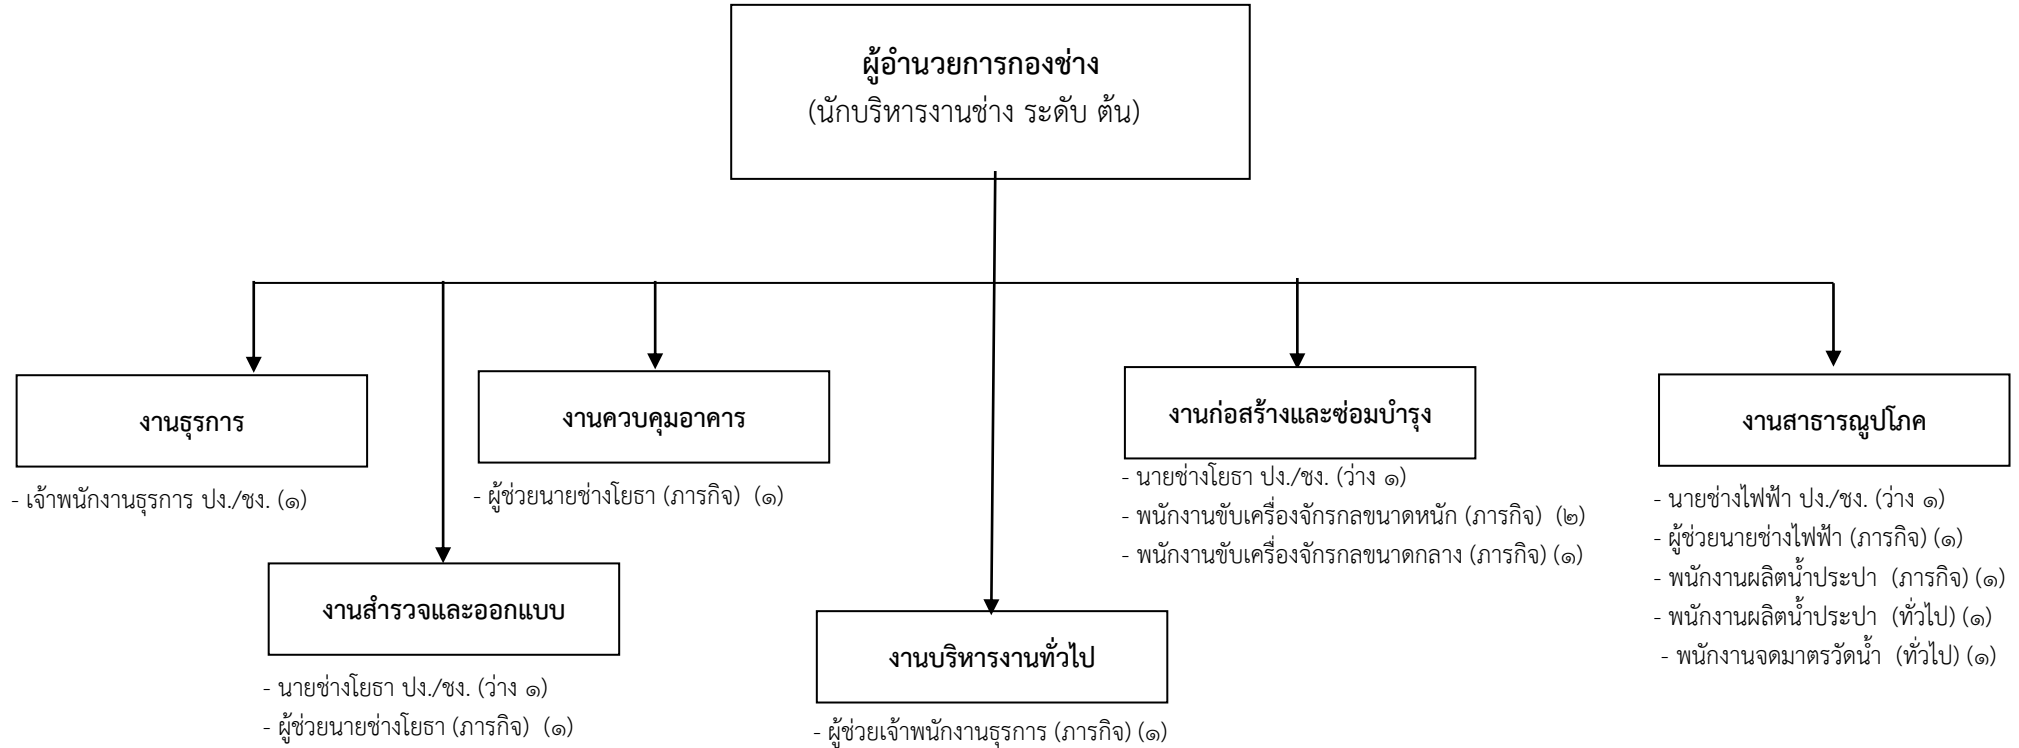 ผู้อำนวยการกองช่าง
(นักบริหารงานช่าง ระดับ ต้น)
งานธุรการ
- เจ้าพนักงานธุรการ ปง./ชง. (๑)
งานสำรวจและออกแบบ
- นายช่างโยธา ปง./ชง. (ว่าง ๑)
- ผู้ช่วยนายช่างโยธา (ภารกิจ) (๑)
งานควบคุมอาคาร
- ผู้ช่วยนายช่างโยธา (ภารกิจ) (๑)
งานบริหารงานทั่วไป
- ผู้ช่วยเจ้าพนักงานธุรการ (ภารกิจ) (๑)
งานก่อสร้างและซ่อมบำรุง
- นายช่างโยธา ปง./ชง. (ว่าง ๑)
- พนักงานขับเครื่องจักรกลขนาดหนัก (ภารกิจ) (๒)
- พนักงานขับเครื่องจักรกลขนาดกลาง (ภารกิจ) (๑)
งานสาธารณูปโภค
- นายช่างไฟฟ้า ปง./ชง. (ว่าง ๑)
- ผู้ช่วยนายช่างไฟฟ้า (ภารกิจ) (๑)
- พนักงานผลิตน้ำประปา (ภารกิจ) (๑)
- พนักงานผลิตน้ำประปา (ทั่วไป) (๑)
- พนักงานจดมาตรวัดน้ำ (ทั่วไป) (๑)